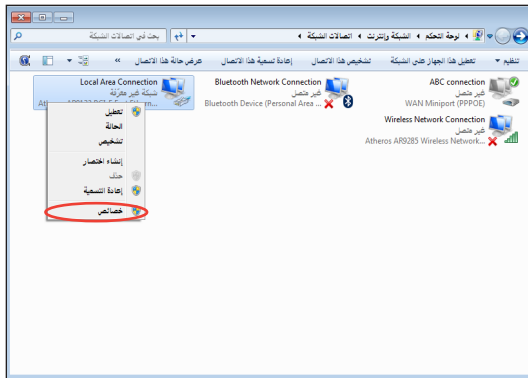 لوحة التحكم ‹ الشبكة وإنترنت ‹ اتصالات الشبكة
بحث في اتصالات الشبكة
تنظيم
تعطيل هذا الجهاز على الشبكة
تشخيص هذا الاتصال
إعادة تسمية هذا الاتصال
عرض حالة هذا الاتصال
»
ABC connection
غير متصل
WAN Miniport (PPPOE)
Bluetooth Network Connection
غير متصل
Bluetooth Device (Personal Area ...
Local Area Connection
شبكة غير معرّفة
Wireless Network Connection
غير متصل
Atheros AR9285 Wireless Network...
تعطيل
الحالة
تشخيص
إنشاء اختصار
حذف
إعادة التسمية
خصائص